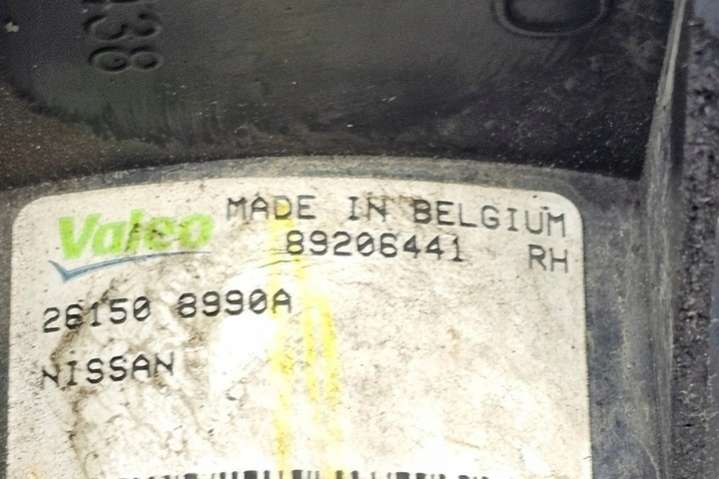 Valeo MADE IN BELGIUM
89206441 RH
26150 8990A
NISSAN